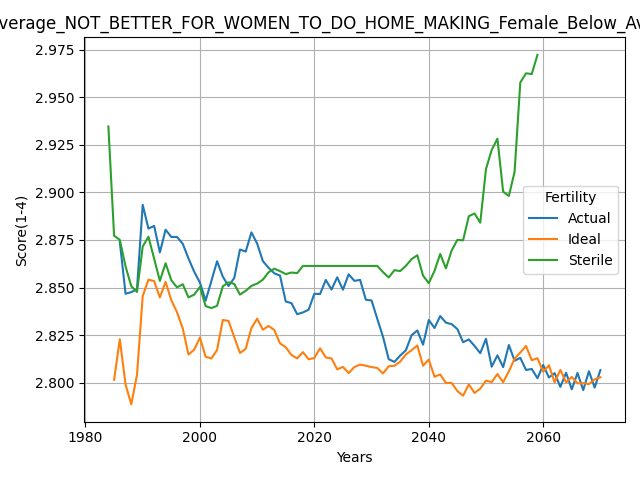 verage_NOT_BETTER_FOR_WOMEN_TO_DO_HOME_MAKING_Female_Below_Av
2.975
2.950
2.925
2.900
2.875
2.850
2.825
2.800
Score(1-4)
Fertility
Actual
Ideal
Sterile
1980
2000
2020
2040
2060
Years